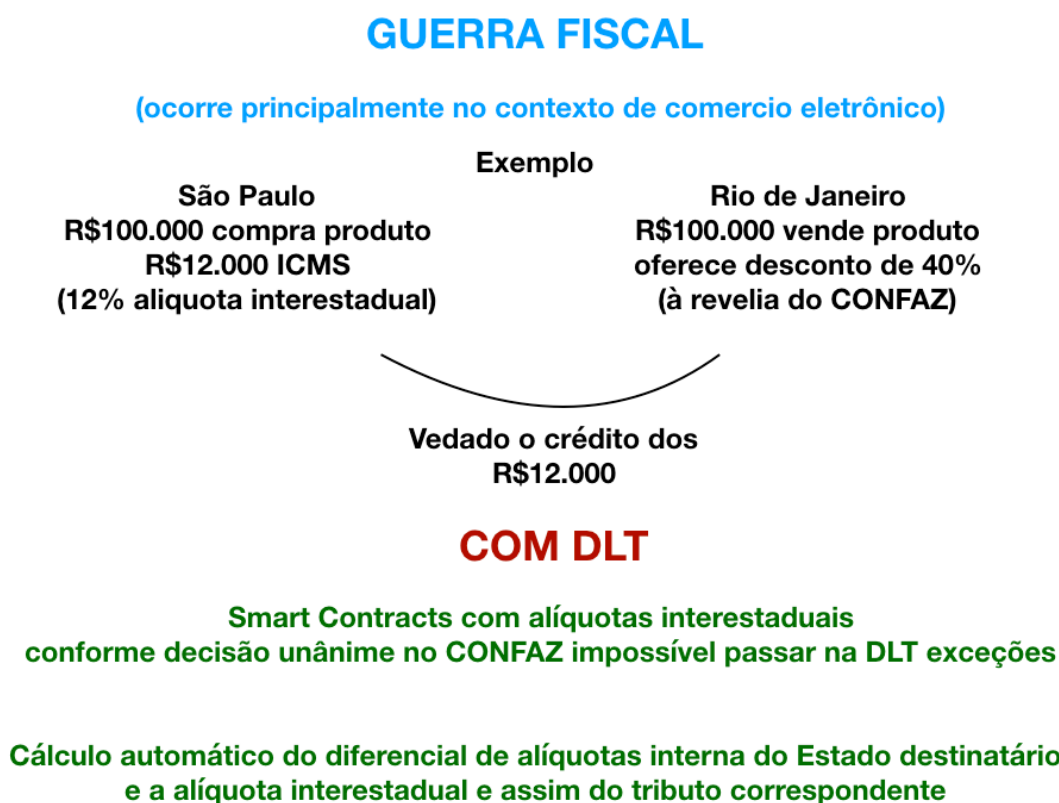 GUERRA FISCAL
(ocorre principalmente no contexto de comercio eletrônico)
Exemplo
São Paulo
R$100.000 compra produto
R$12.000 ICMS
(12% aliquota interestadual)
Rio de Janeiro
R$100.000 vende produto
oferece desconto de 40%
(à revelia do CONFAZ)
Vedado o crédito dos
R$12.000
COM DLT
Smart Contracts com alíquotas interestaduais
conforme decisão unânime no CONFAZ impossível passar na DLT exceções
Cálculo automático do diferencial de alíquotas interna do Estado destinatário
e a alíquota interestadual e assim do tributo correspondente